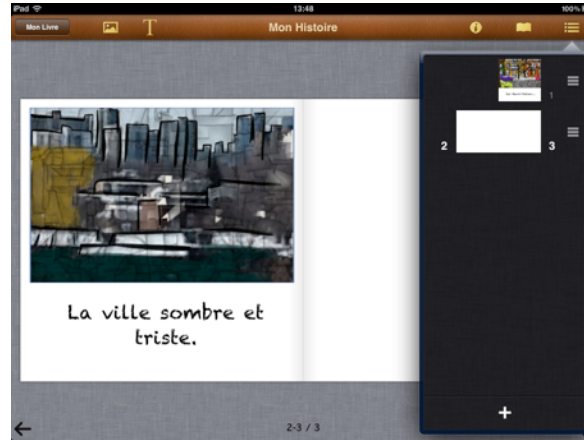 iPad 13:48 100%
Mon Livre T Mon Histoire
1
2 3
La ville sombre et
triste.
2-3 / 3